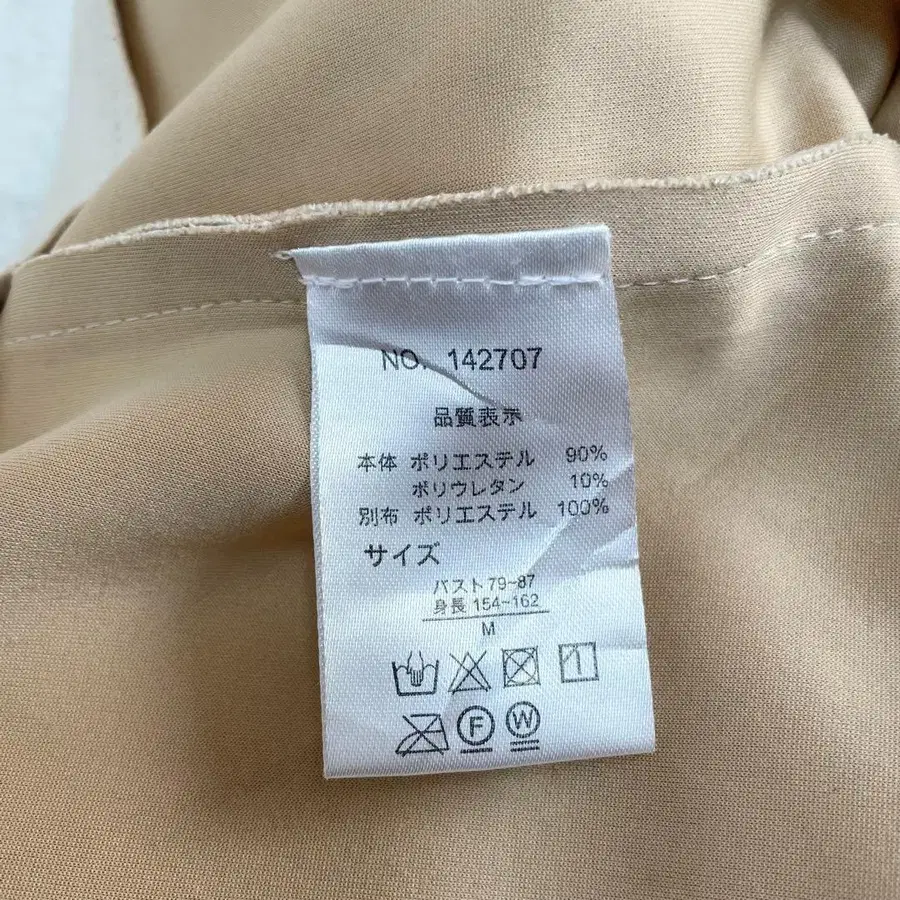 NO. 142707
品質表示
本体 ポリエステル 90%
ポリウレタン 10%
別布 ポリエステル 100%
サイズ
バスト 79~87
身長 154~162
M
F W